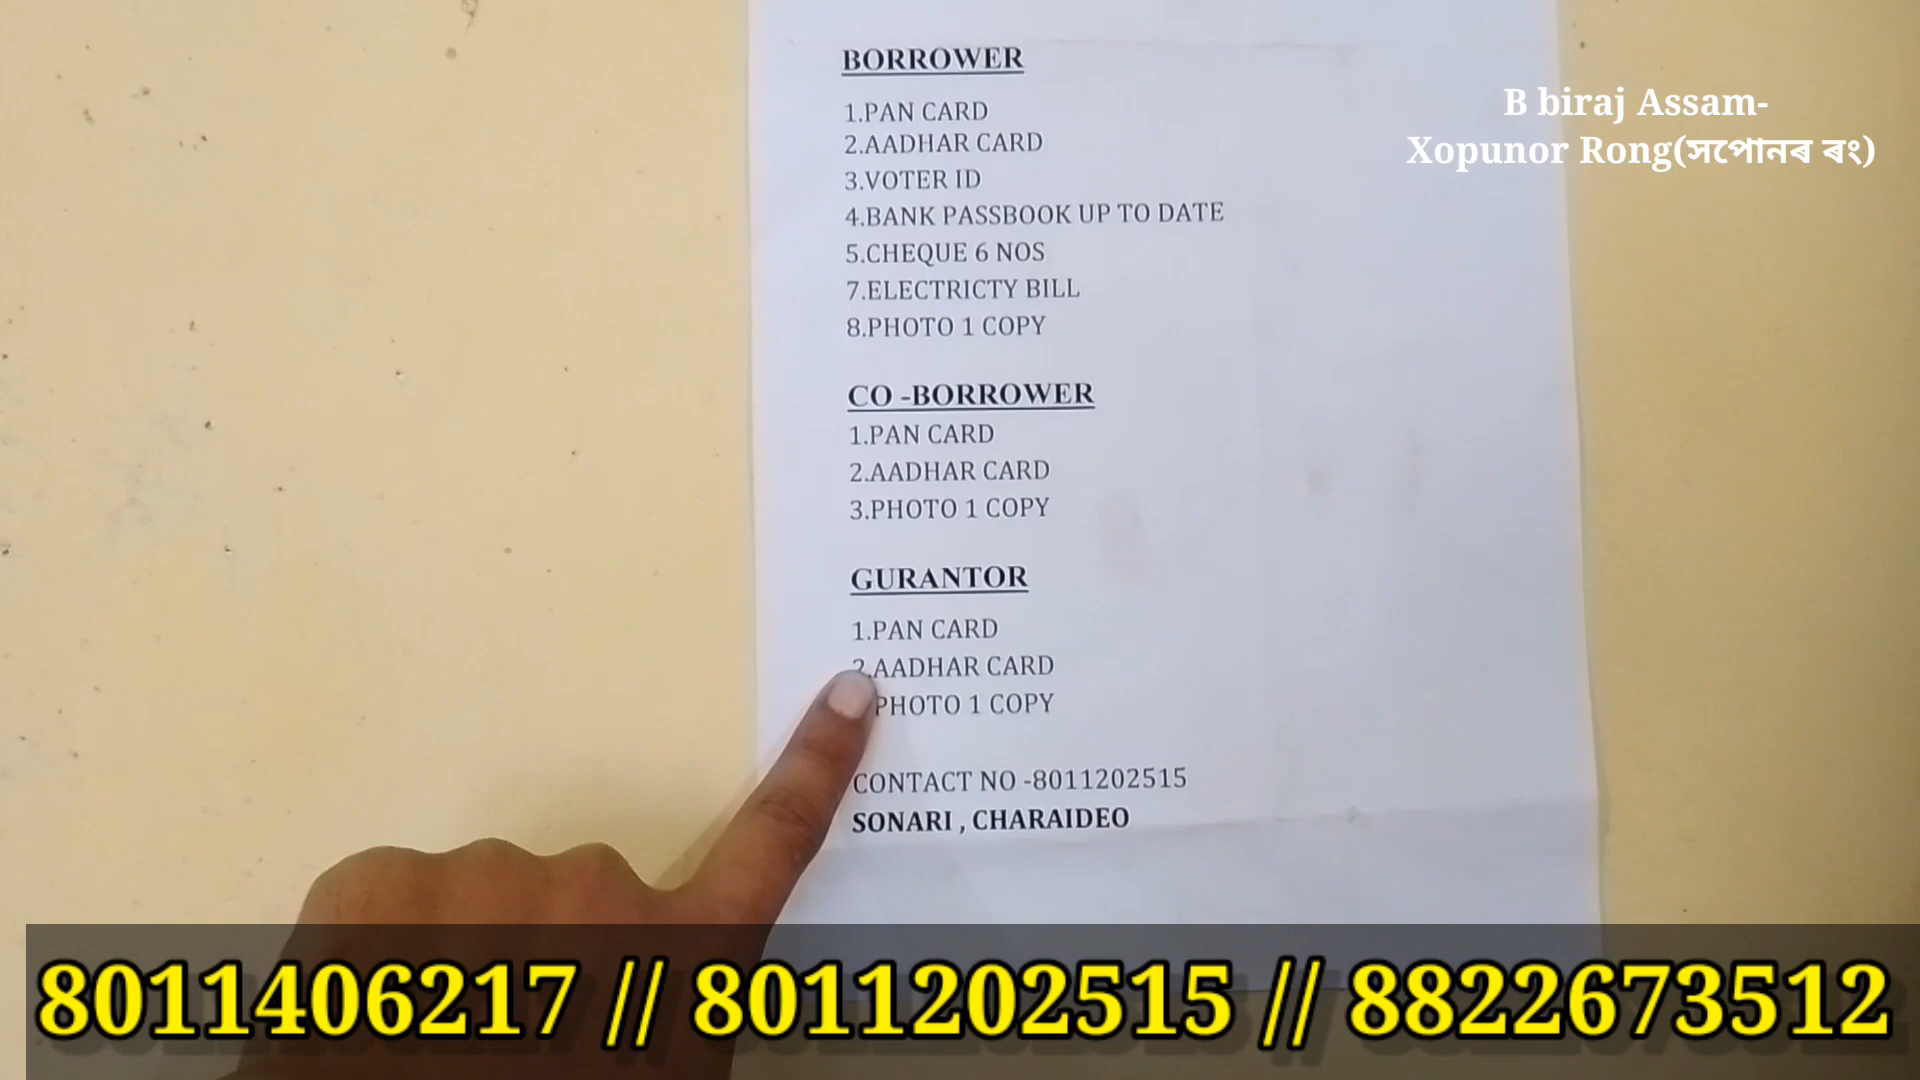 BORROWER
1.PAN CARD
2.AADHAR CARD
3.VOTER ID
4.BANK PASSBOOK UP TO DATE
5.CHEQUE 6 NOS
7.ELECTRICTY BILL
8.PHOTO 1 COPY
CO -BORROWER
1.PAN CARD
2.AADHAR CARD
3.PHOTO 1 COPY
GURANTOR
1.PAN CARD
2.AADHAR CARD
PHOTO 1 COPY
CONTACT NO -8011202515
SONARI , CHARAIDEO
B biraj Assam-
Xopunor Rong(সপোনৰ ৰং)
8011406217 // 8011202515 // 8822673512